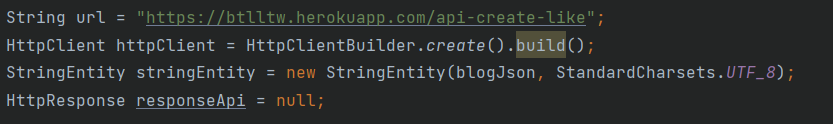 String url = "https://btlltw.herokuapp.com/api-create-like";
HttpClient httpClient = HttpClientBuilder.create().build();
StringEntity stringEntity = new StringEntity(blogJson, StandardCharsets.UTF_8);
HttpResponse responseApi = null;